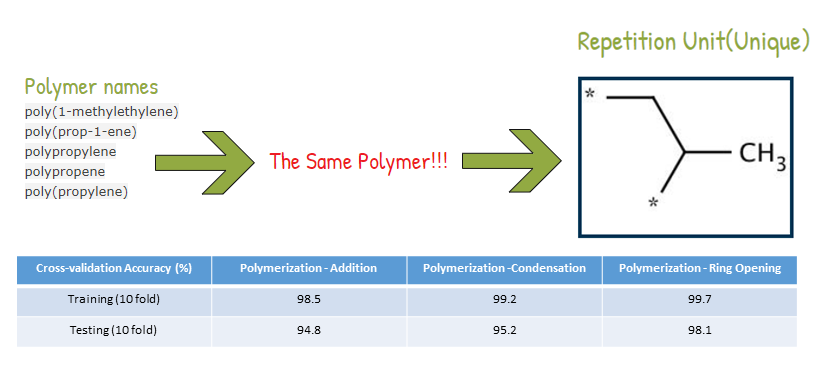 Repetition Unit(Unique)
Polymer names
poly(1-methylethylene)
poly(prop-1-ene)
polypropylene
polypropene
poly(propylene)
The Same Polymer!!!
*
CH3
*
Cross-validation Accuracy (%) Polymerization - Addition Polymerization -Condensation Polymerization - Ring Opening
Training (10 fold) 98.5 99.2 99.7
Testing (10 fold) 94.8 95.2 98.1